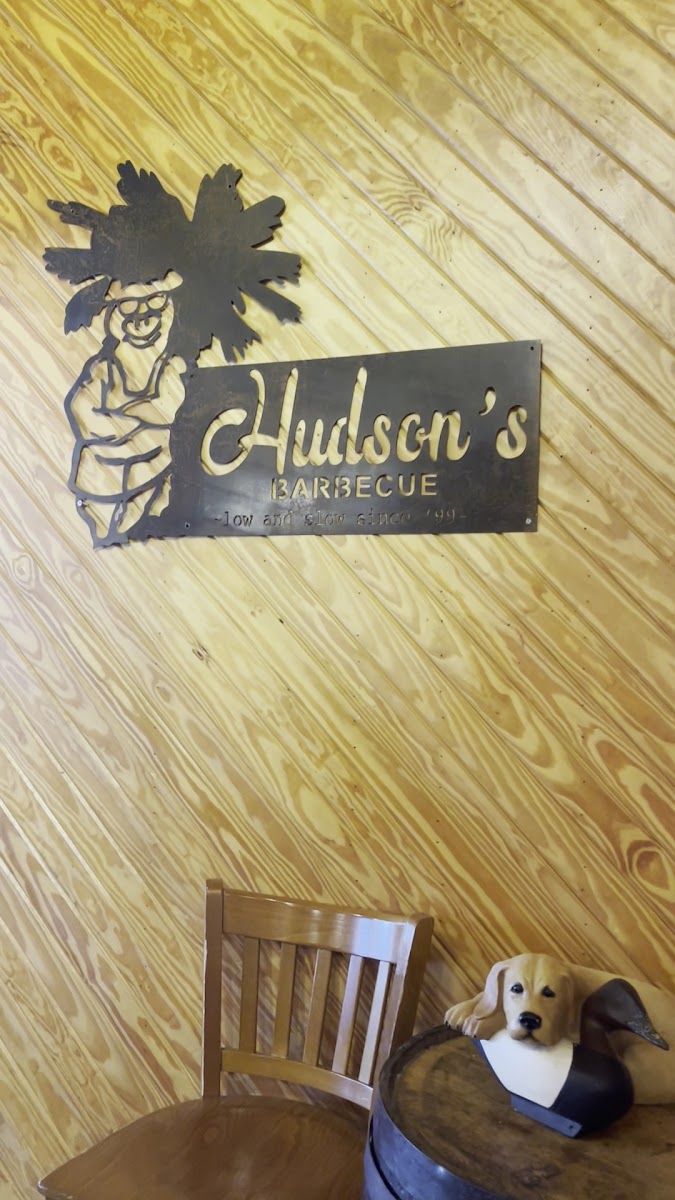 Hudson's
BARBECUE
-low and slow since '99-